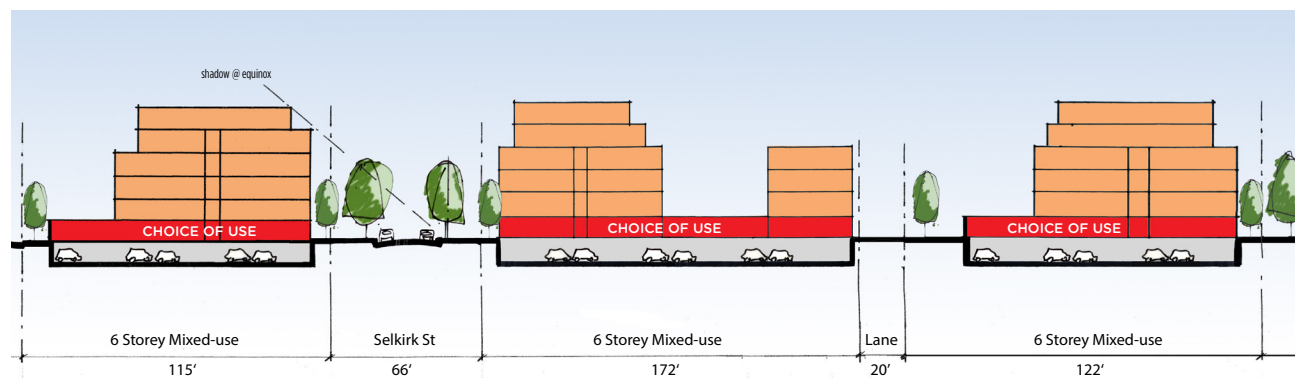 shadow @ equinox
CHOICE OF USE
CHOICE OF USE
CHOICE OF USE
6 Storey Mixed-use
Selkirk St
6 Storey Mixed-use
Lane
6 Storey Mixed-use
115'
66'
172'
20'
122'